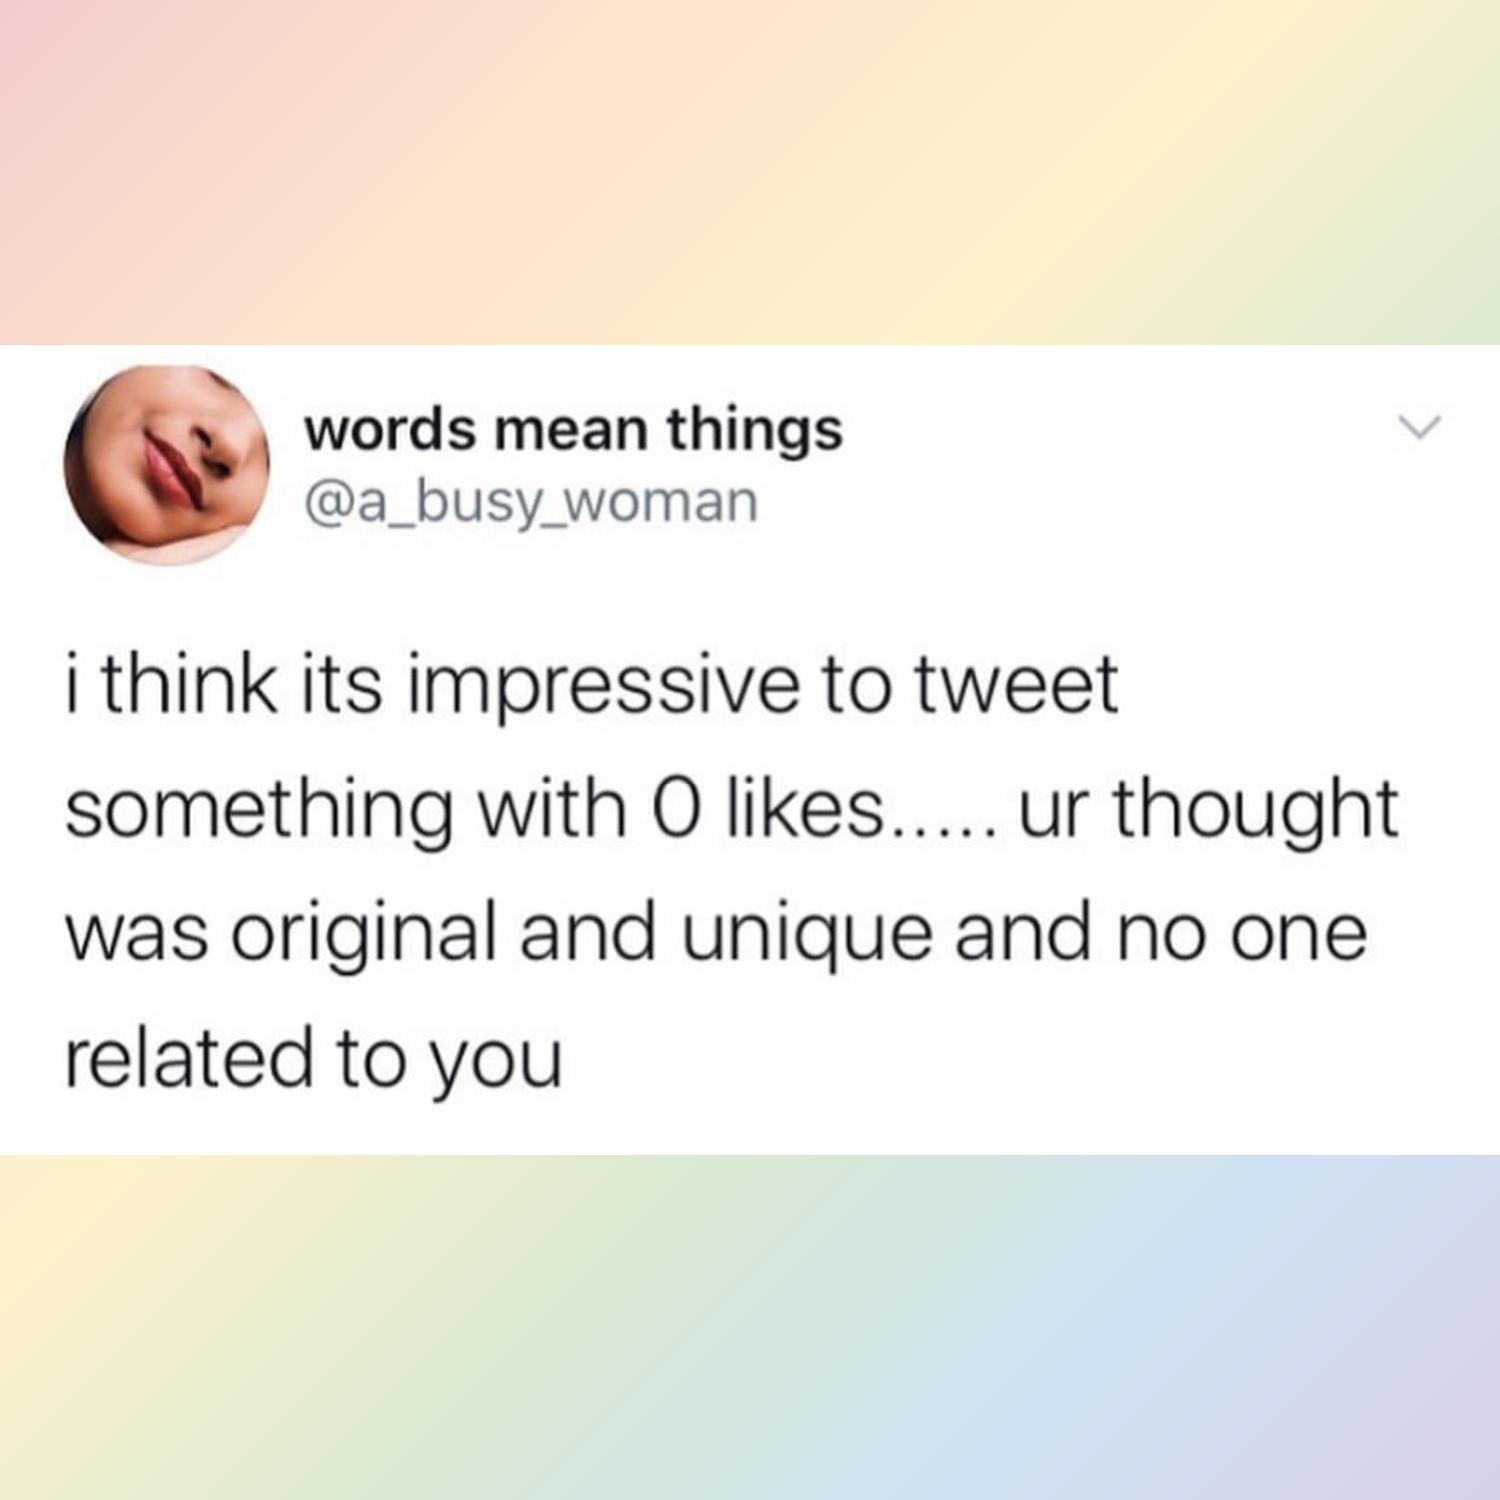 words mean things
@a_busy_woman
i think its impressive to tweet
something with 0 likes..... ur thought
was original and unique and no one
related to you